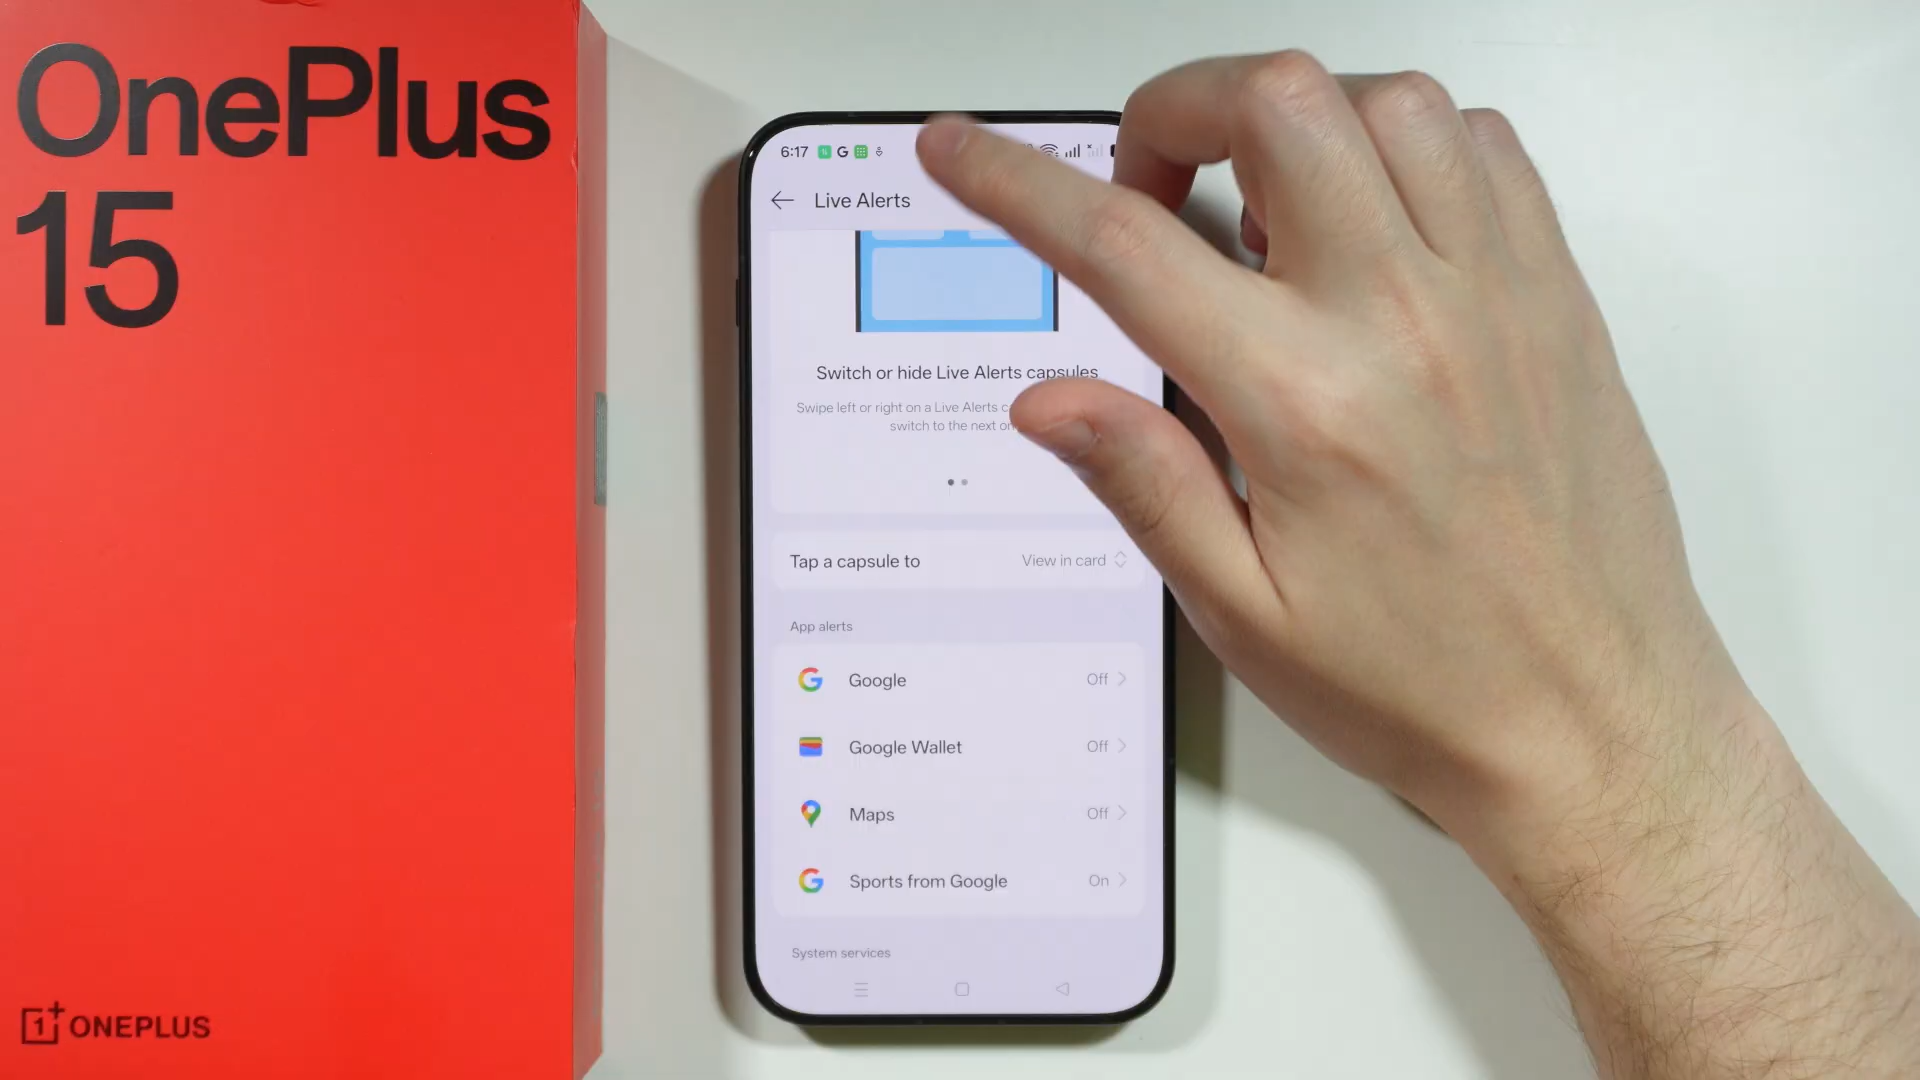 OnePlus
15
1+ ONEPLUS
6:17
Live Alerts
Switch or hide Live Alerts capsules
Swipe left or right on a Live Alerts
switch to the next
Tap a capsule to View in card
App alerts
Google Off
Google Wallet Off
Maps Off
Sports from Google On
System services